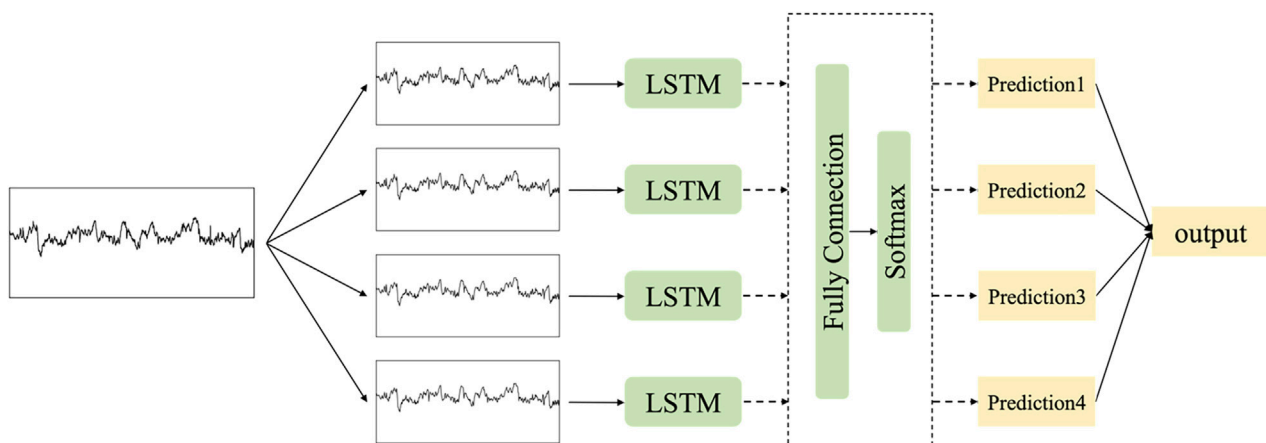 LSTM
LSTM
LSTM
LSTM
Fully Connection
Softmax
Prediction1
Prediction2
Prediction3
Prediction4
output